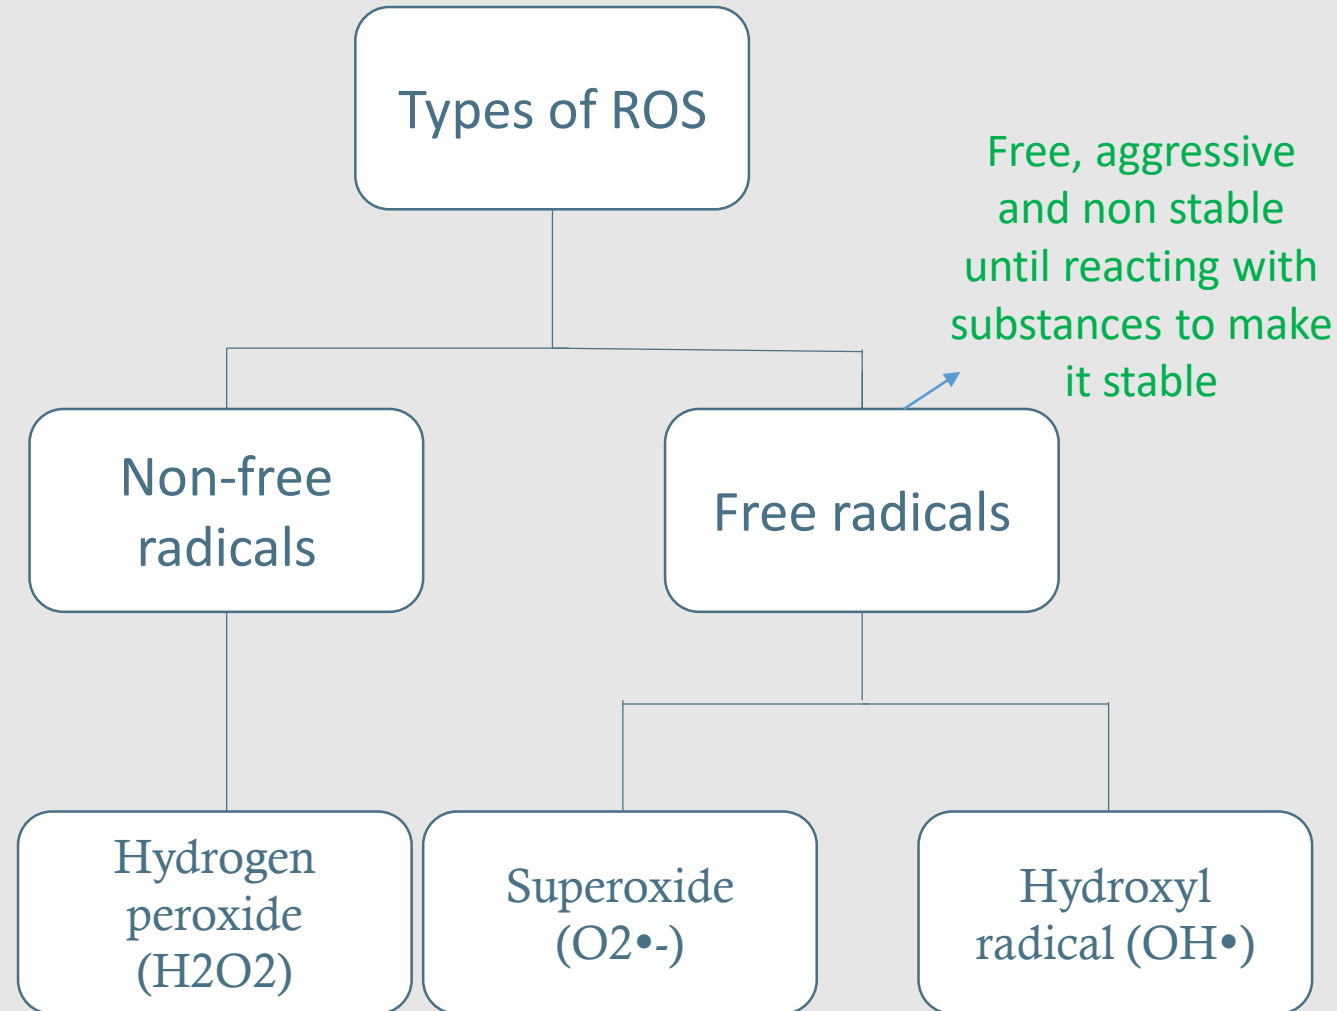 Types of ROS
Free, aggressive
and non stable
until reacting with
substances to make
it stable
Non-free
radicals
Free radicals
Hydrogen
peroxide
(H2O2)
Superoxide
(O2•-)
Hydroxyl
radical (OH•)